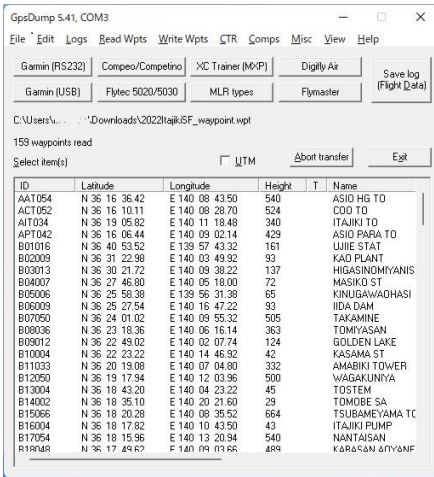 GpsDump 5.41, COM3
File Edit Logs Read Wpts Write Wpts CTR Comps Misc View Help
Garmin (RS232) Compeo/Competino XC Trainer (MXP) Digifly Air Save log (Flight Data)
Garmin (USB) Flytec 5020/5030 MLR types Flymaster
C:\Users\ Downloads\2022ItajikiSF_waypoint.wpt
159 waypoints read
Select item(s) UTM Abort transfer Exit
ID Latitude Longitude Height T Name
AAT054 N 36 16 36.42 E 140 08 43.50 540 ASIO HG TO
ACT052 N 36 16 10.11 E 140 08 28.70 524 COO TO
AIT034 N 36 19 05.82 E 140 11 18.48 340 ITAJIKI TO
APT042 N 36 16 06.44 E 140 09 02.14 429 ASIO PARA TO
B01016 N 36 40 53.52 E 139 57 43.32 161 UJIIE STAT
B02009 N 36 31 22.98 E 140 03 49.92 93 KAO PLANT
B03013 N 36 30 21.72 E 140 09 38.22 137 HIGASINOMIYANIS
B04007 N 36 27 46.80 E 140 05 18.00 72 MASIKO ST
B05006 N 36 25 58.38 E 139 56 31.38 65 KINUGAWAOHASI
B06009 N 36 25 27.54 E 140 16 47.22 93 IIDA DAM
B07050 N 36 24 01.02 E 140 09 55.32 505 TAKAMINE
B08036 N 36 23 18.36 E 140 06 16.14 363 TOMIYASAN
B09012 N 36 22 49.02 E 140 02 07.74 124 GOLDEN LAKE
B10004 N 36 22 23.22 E 140 14 46.92 42 KASAMA ST
B11033 N 36 20 19.08 E 140 07 04.80 332 AMABIKI TOWER
B12050 N 36 19 17.94 E 140 12 03.96 500 WAGAKUNIYA
B13004 N 36 18 43.20 E 140 04 23.22 45 TOSTEM
B14002 N 36 18 35.10 E 140 20 21.60 29 TOMOBE SA
B15066 N 36 18 20.28 E 140 08 35.52 664 TSUBAMEYAMA TO
B16004 N 36 18 17.82 E 140 10 43.50 43 ITAJIKI PUMP
B17054 N 36 18 15.96 E 140 13 20.94 540 NANTAISAN
B18048 N 36 17 49.62 E 140 09 03.66 489 KABASAN AOYANE